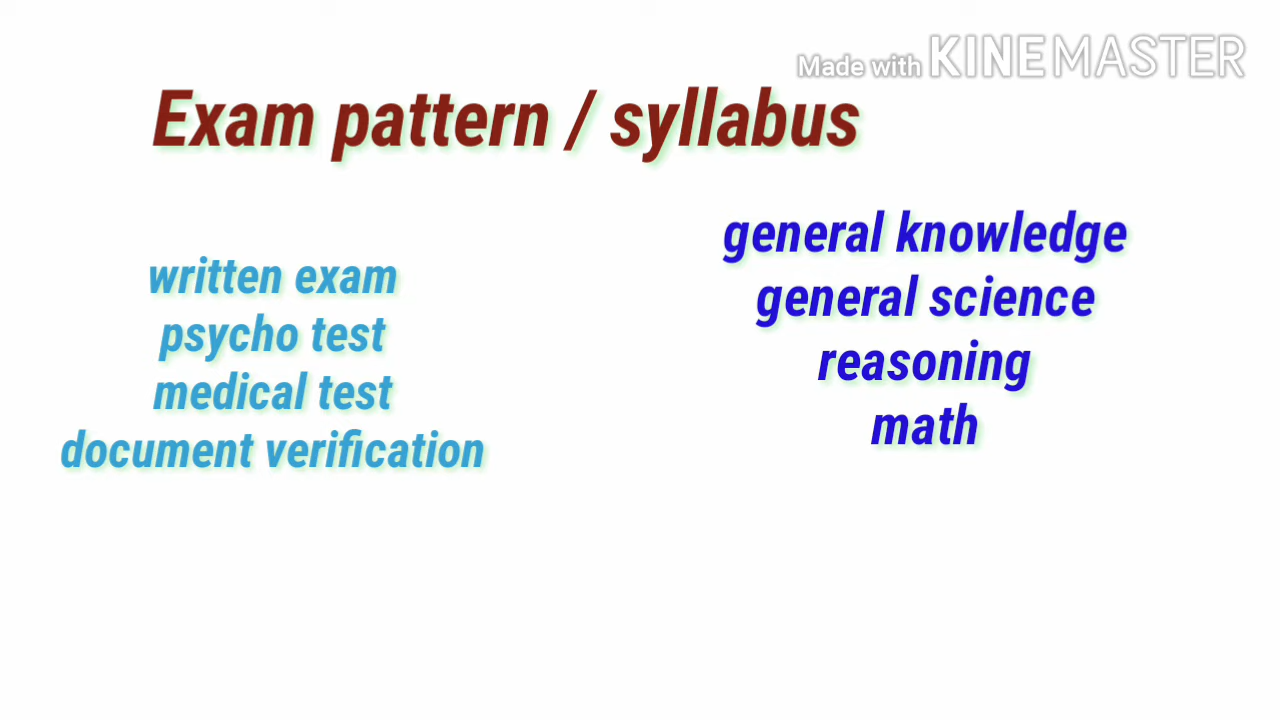 Made with KINEMASTER
Exam pattern / syllabus
written exam
psycho test
medical test
document verification
general knowledge
general science
reasoning
math